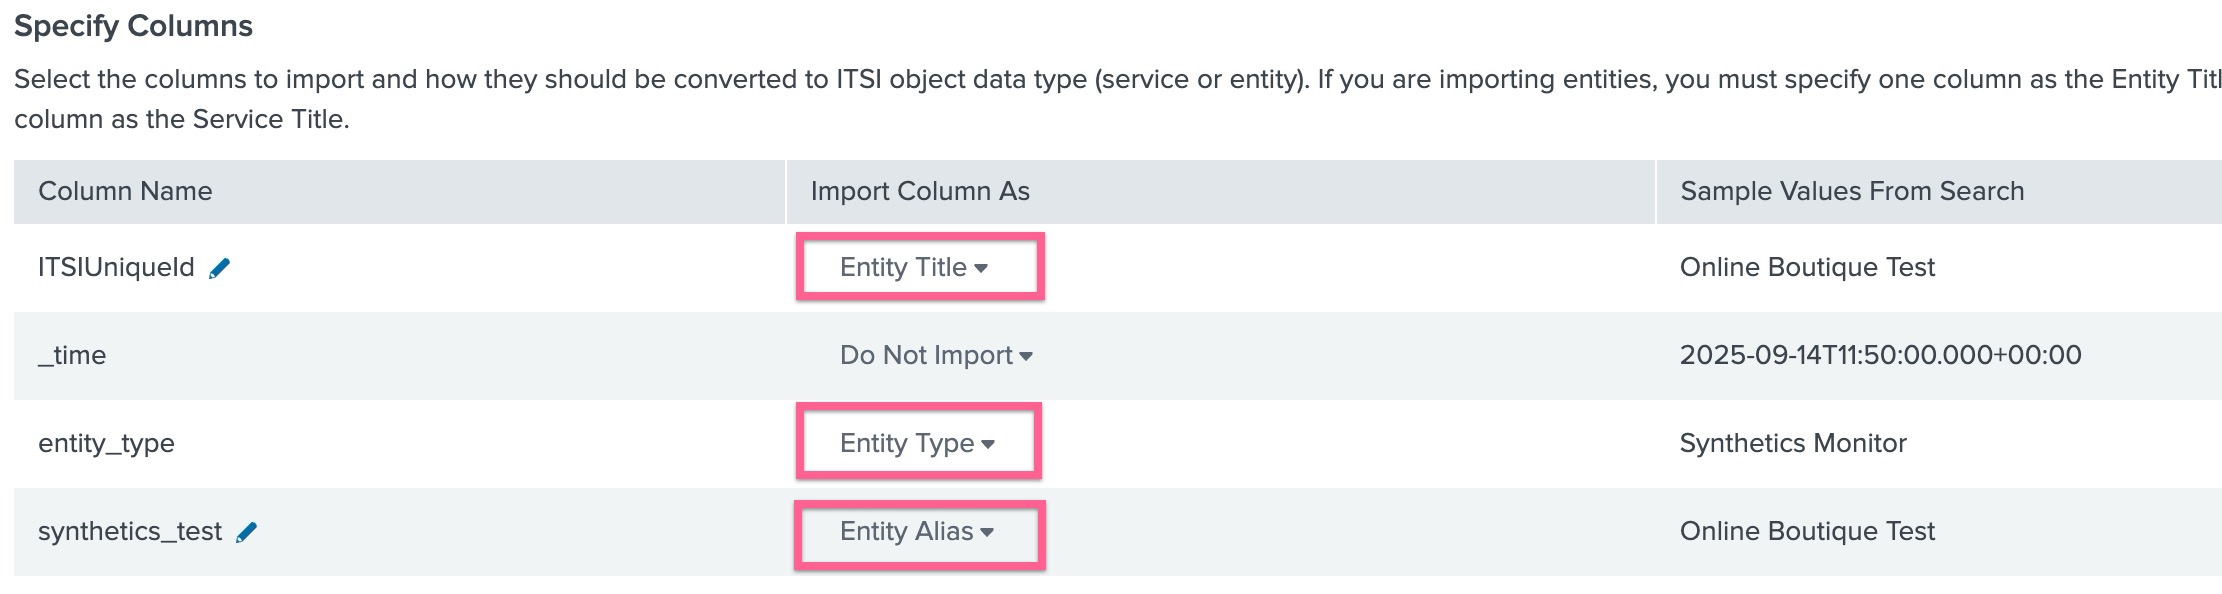 Specify Columns
Select the columns to import and how they should be converted to ITSI object data type (service or entity). If you are importing entities, you must specify one column as the Entity Titl
column as the Service Title.
Column Name Import Column As Sample Values From Search
ITSIUniqueId Entity Title Online Boutique Test
_time Do Not Import 2025-09-14T11:50:00.000+00:00
entity_type Entity Type Synthetics Monitor
synthetics_test Entity Alias Online Boutique Test